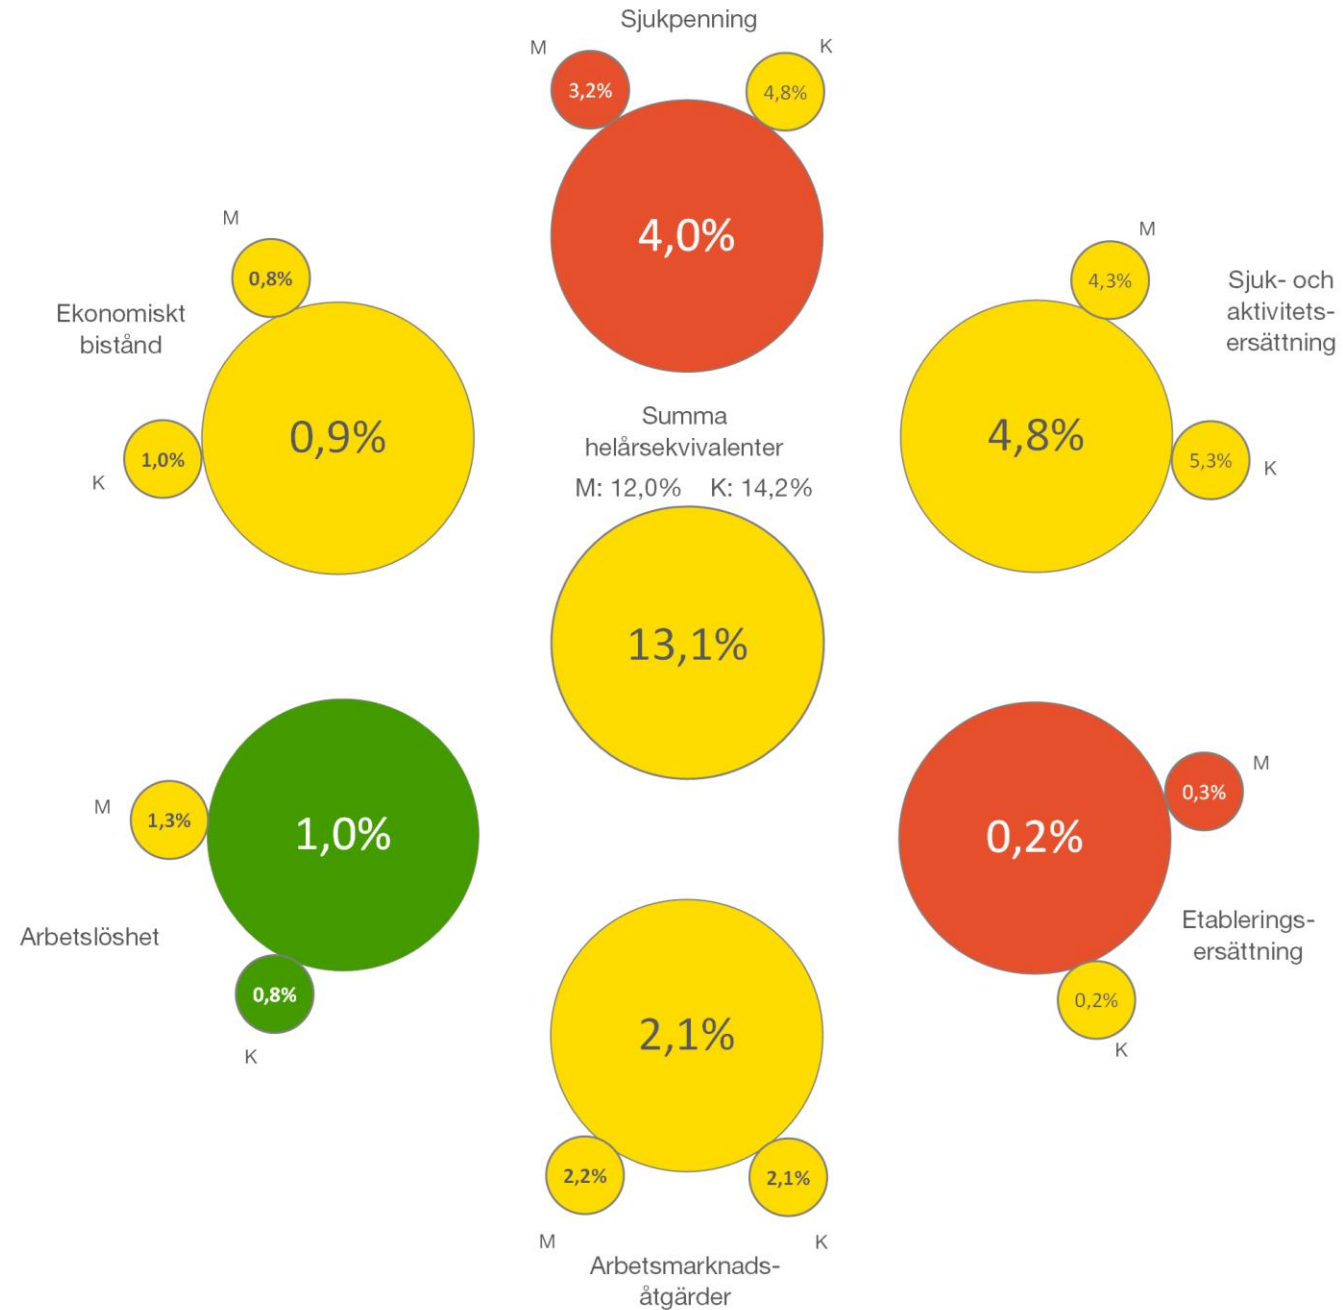 Sjukpenning
M
K
3,2%
4,8%
4,0%
M
0,8%
Ekonomiskt
bistånd
0,9%
1,0%
K
M
4,3%
Sjuk- och
aktivitets-
ersättning
4,8%
5,3%
K
Summa
helårsekvivalenter
M: 12,0% K: 14,2%
13,1%
M
1,3%
1,0%
Arbetslöshet
0,8%
K
M
0,3%
0,2%
Etablerings-
ersättning
0,2%
K
2,1%
2,2%
2,1%
M
K
Arbetsmarknads-
åtgärder